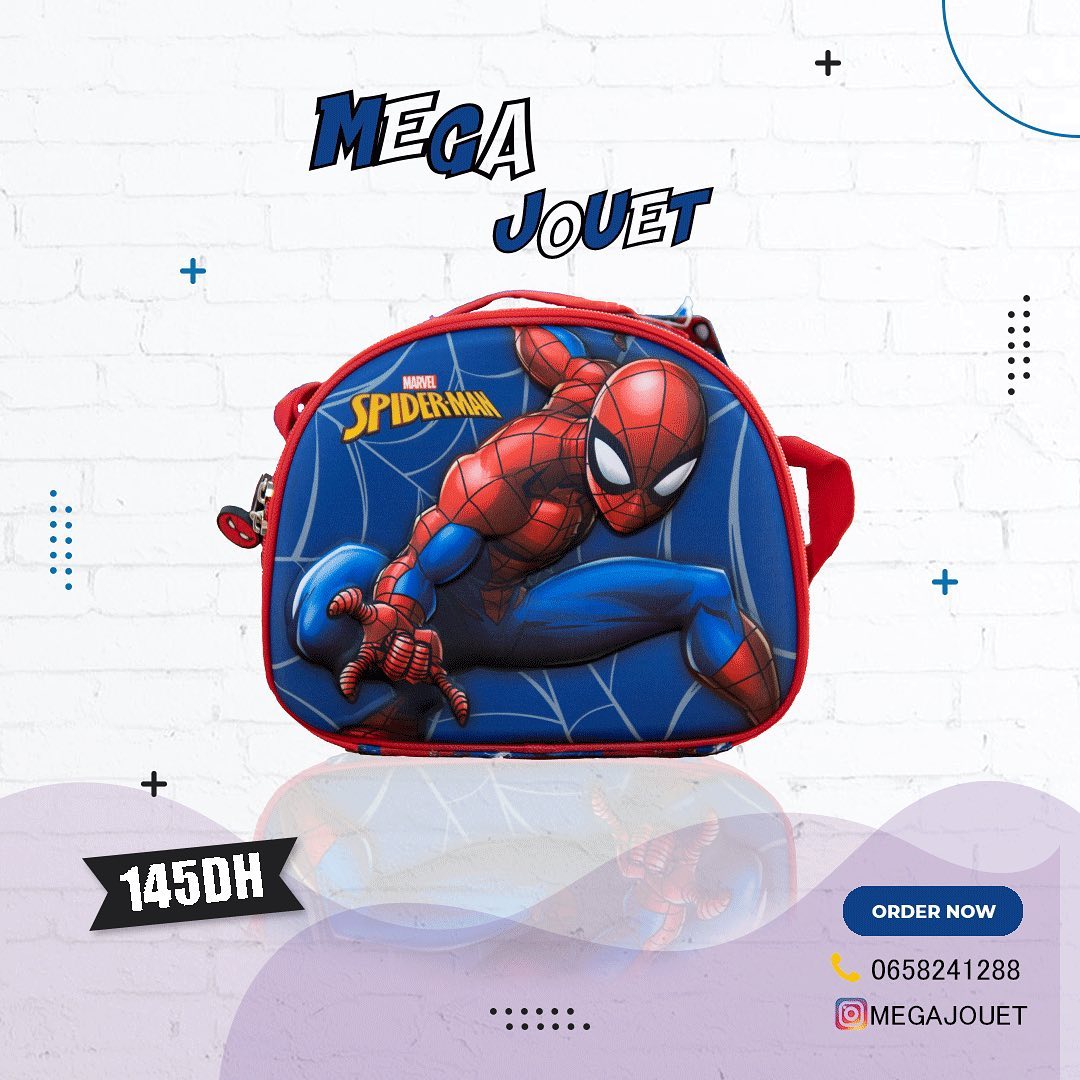 MEGA
JOUET
MARVEL
SPIDER-MAN
145DH
ORDER NOW
0658241288
MEGAJOUET